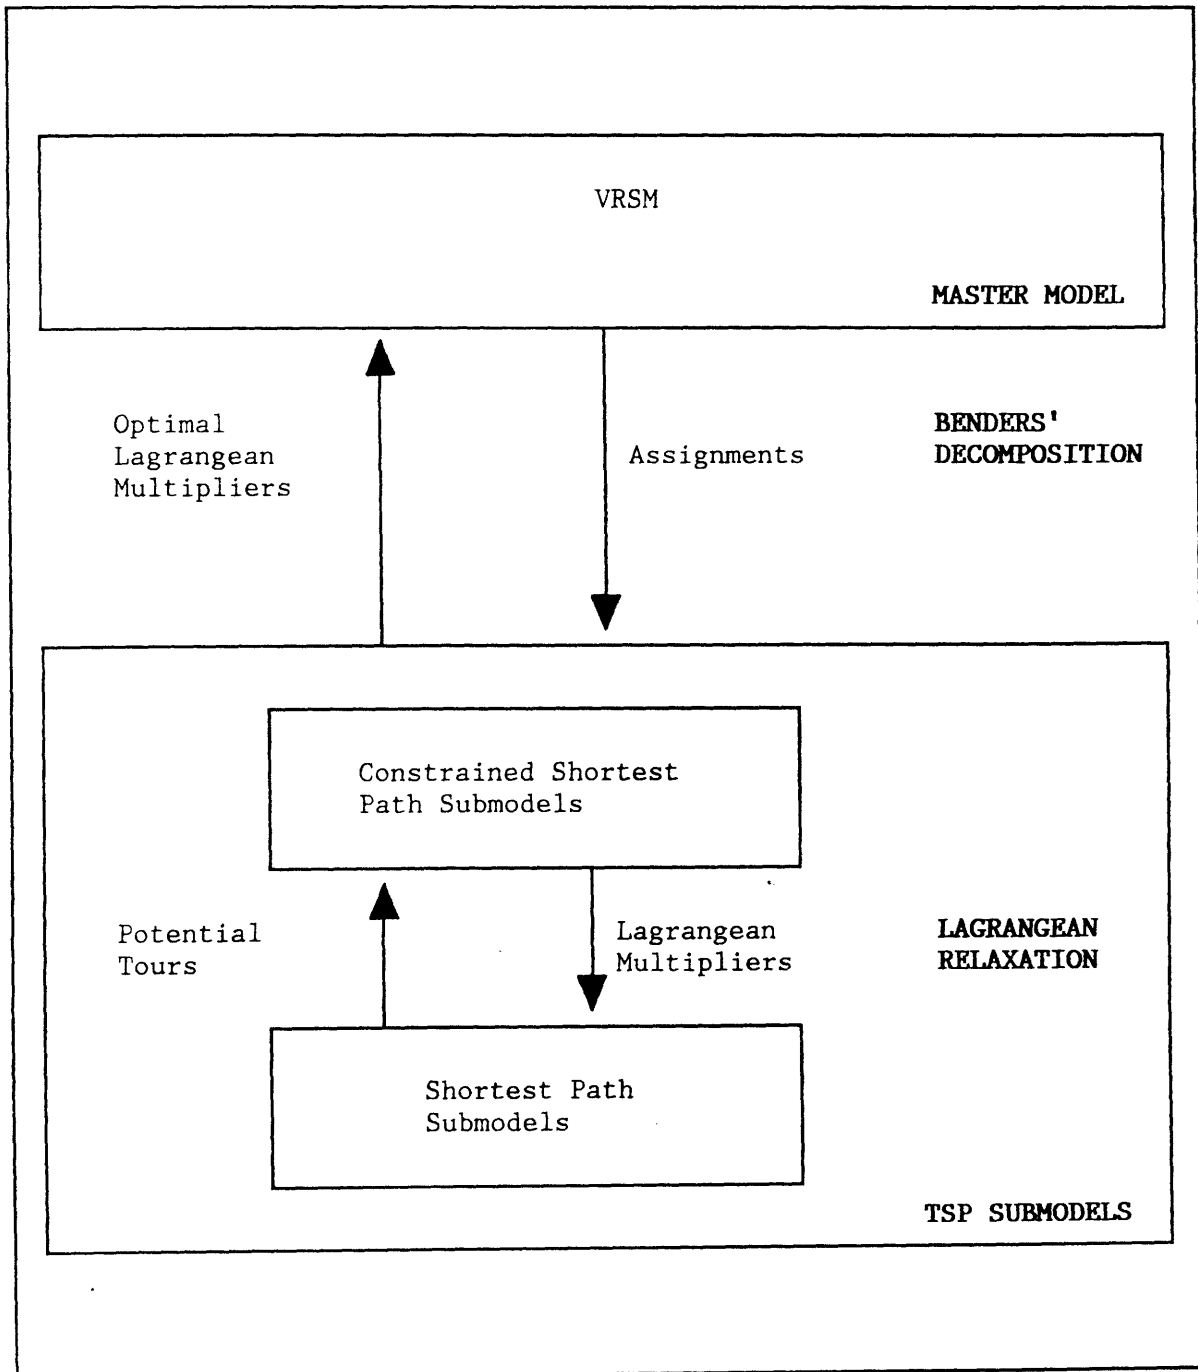 VRSM
MASTER MODEL
Optimal
Lagrangean
Multipliers
Assignments
BENDERS'
DECOMPOSITION
Constrained Shortest
Path Submodels
Potential
Tours
Lagrangean
Multipliers
LAGRANGEAN
RELAXATION
Shortest Path
Submodels
TSP SUBMODELS